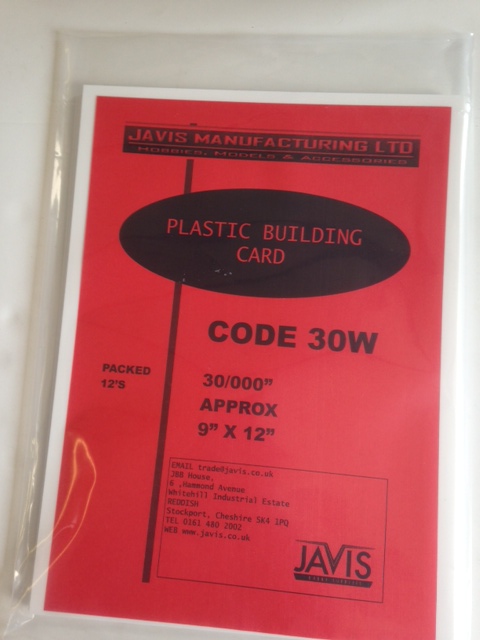 JAVIS MANUFACTURING LTD
HOBBIES, MODELS & ACCESSORIES
PLASTIC BUILDING
CARD
CODE 30W
PACKED
12'S
30/000”
APPROX
9” X 12”
EMAIL trade@javis.co.uk
JBB House,
6 ,Hammond Avenue
Whitehill Industrial Estate
REDDISH
Stockport, Cheshire SK4 1PQ
TEL 0161 480 2002
WEB www.javis.co.uk
JAVIS